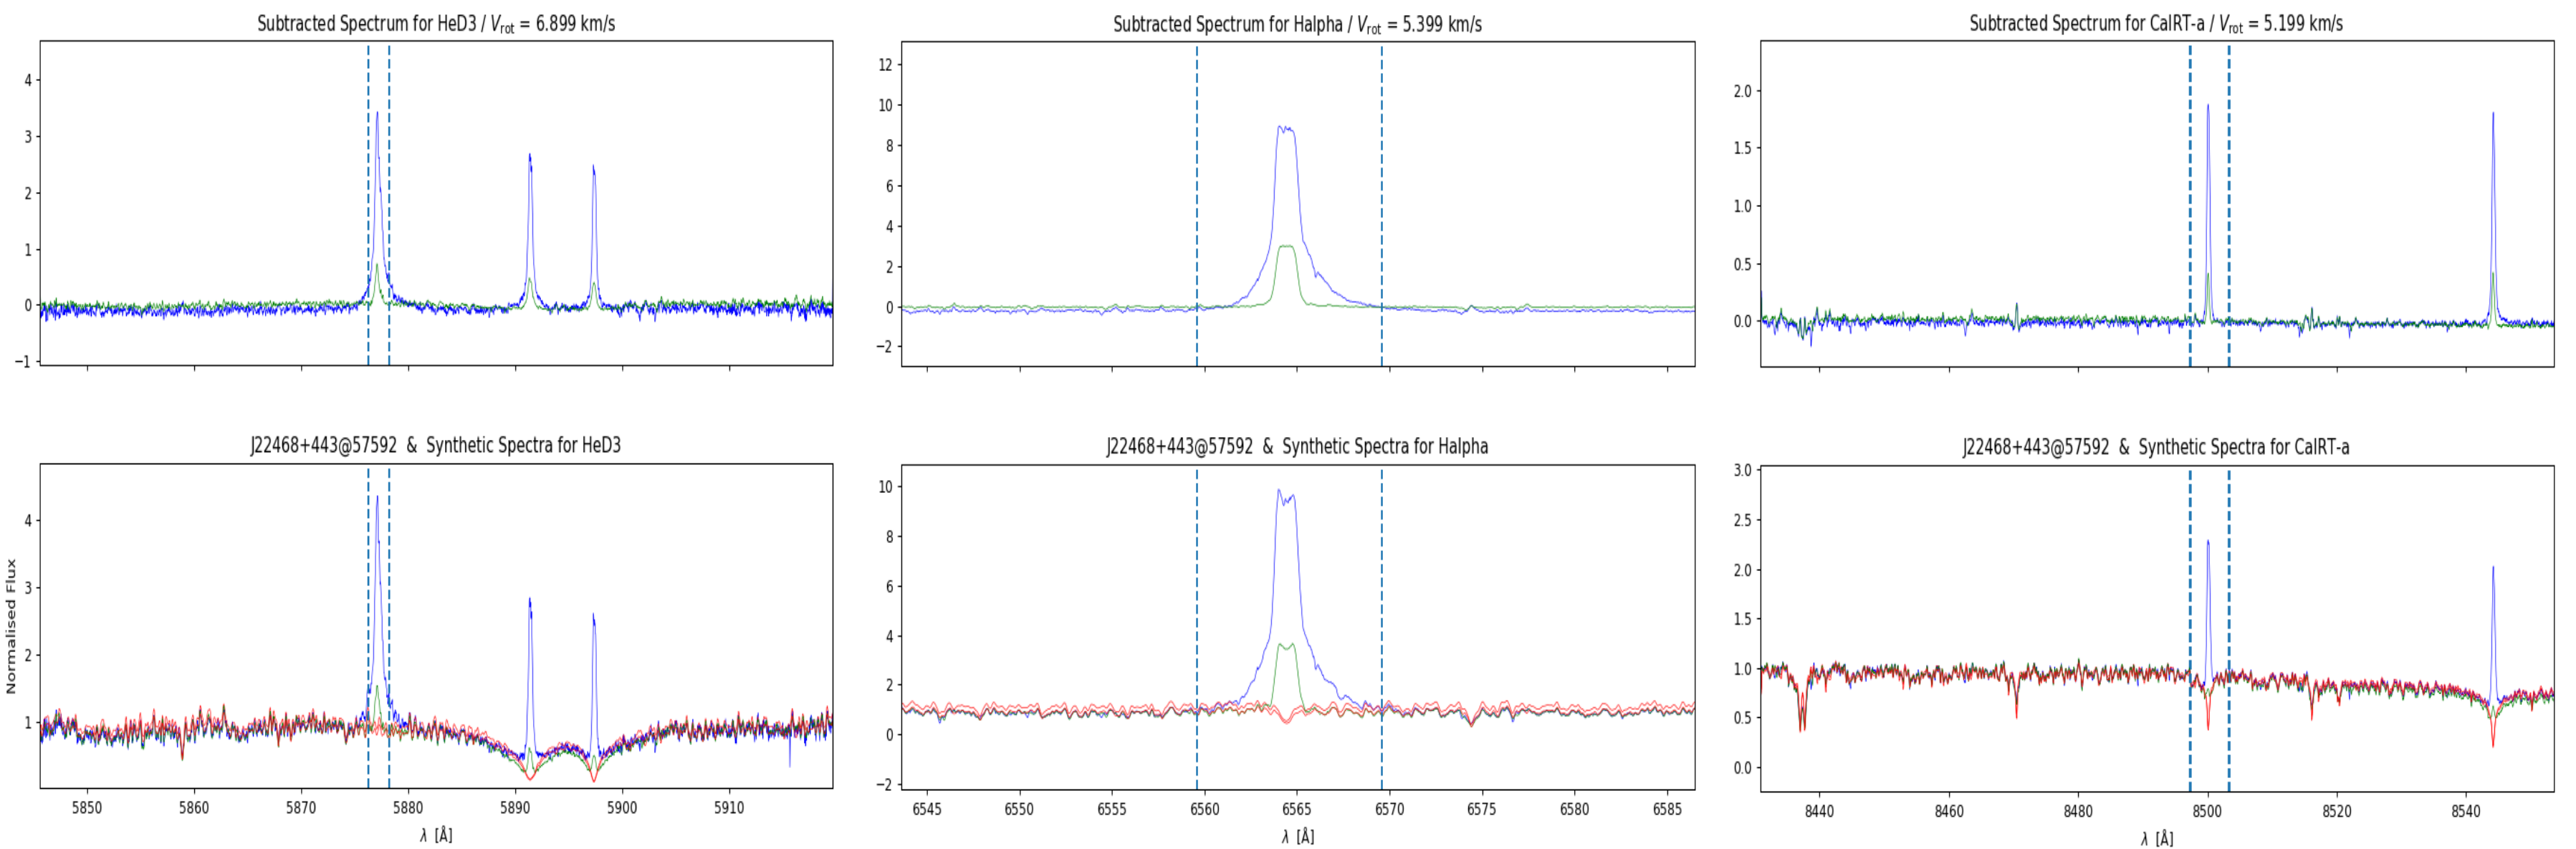 Subtracted Spectrum for HeD3 / Vrot = 6.899 km/s
4
3
2
1
0
−1
Subtracted Spectrum for Halpha / Vrot = 5.399 km/s
12
10
8
6
4
2
0
−2
Subtracted Spectrum for CaIRT-a / Vrot = 5.199 km/s
2.0
1.5
1.0
0.5
0.0
J22468+443@57592 & Synthetic Spectra for HeD3
Normalised Flux
4
3
2
1
5850 5860 5870 5880 5890 5900 5910
λ [Å]
J22468+443@57592 & Synthetic Spectra for Halpha
10
8
6
4
2
0
−2
6545 6550 6555 6560 6565 6570 6575 6580 6585
λ [Å]
J22468+443@57592 & Synthetic Spectra for CaIRT-a
3.0
2.5
2.0
1.5
1.0
0.5
0.0
8440 8460 8480 8500 8520 8540
λ [Å]